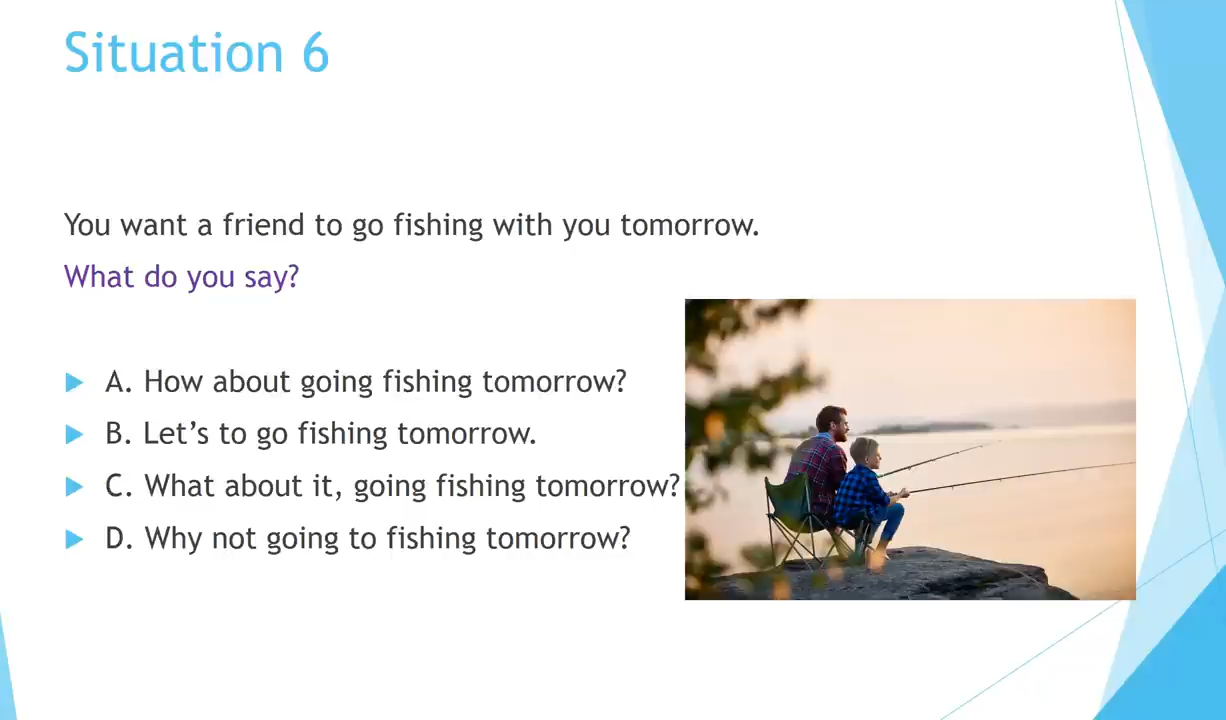 Situation 6
You want a friend to go fishing with you tomorrow.
What do you say?
A. How about going fishing tomorrow?
B. Let’s to go fishing tomorrow.
C. What about it, going fishing tomorrow?
D. Why not going to fishing tomorrow?